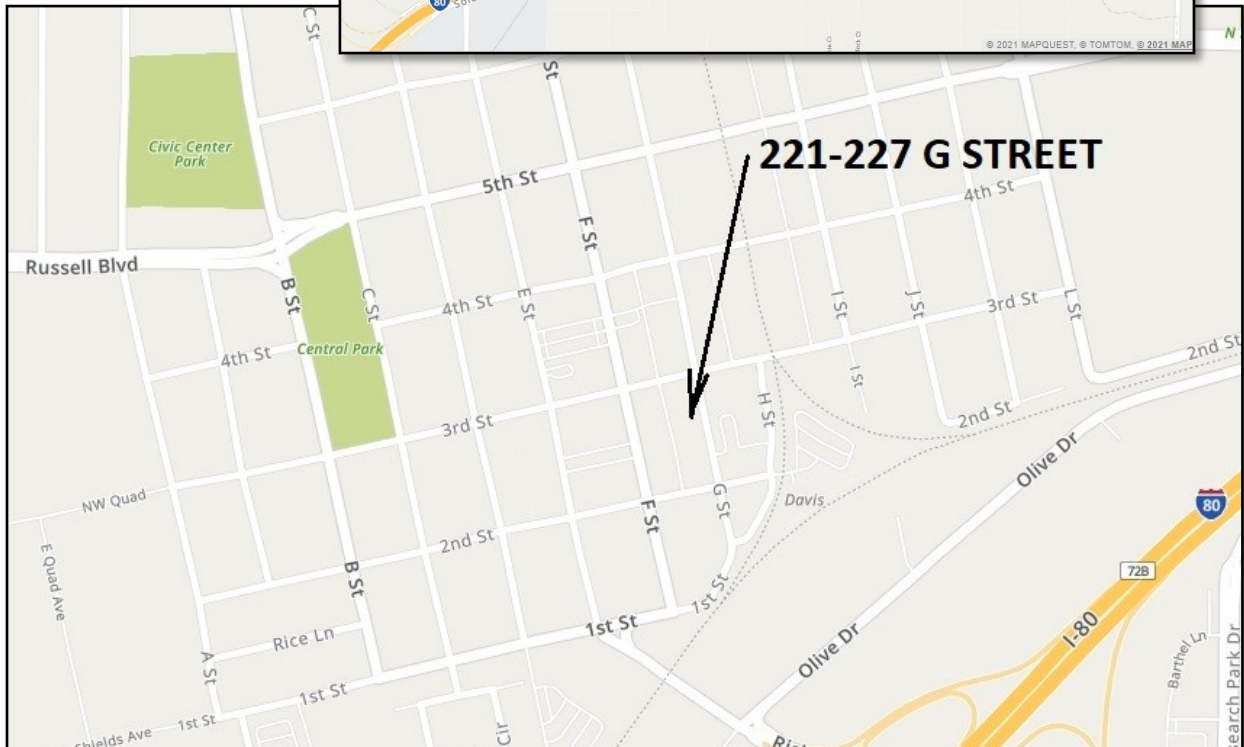 80
© 2021 MAPQUEST, © TOMTOM, © 2021 MAP
C St
St
N
Civic Center
Park
221-227 G STREET
5th St
4th St
F St
Russell Blvd
B St
C St
E St
4th St
I St
J St
3rd St
L St
4th St
Central Park
2nd St
I St
H St
3rd St
2nd St
Olive Dr
NW Quad
G St
Davis
80
F St
2nd St
E Quad Ave
B St
72B
1st St
I-80
Rice Ln
1st St
Olive Dr
Barthel Ln
A St
1st St
1st St
Shields Ave
Cir
search Park Dr